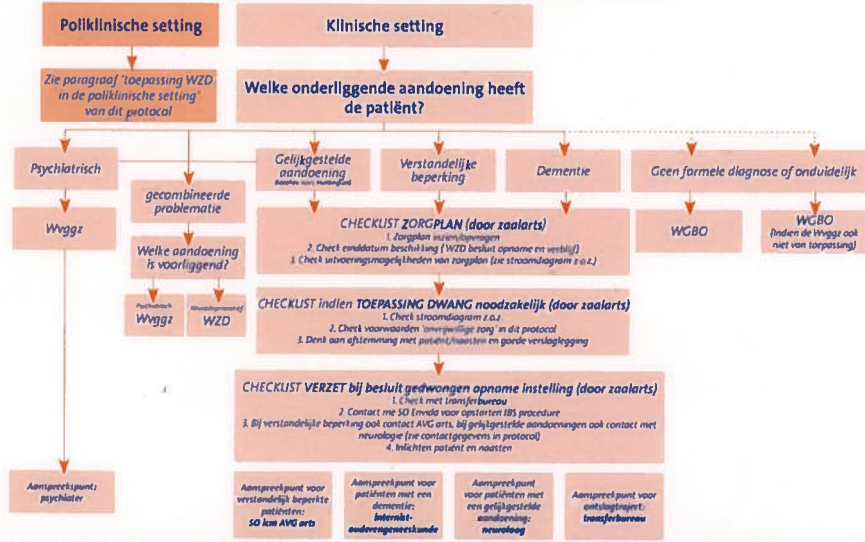 Poliklinische setting
Klinische setting
Zie paragraaf 'toepassing WZD
in de poliklinische setting'
van dit protocol
Welke onderliggende aandoening heeft
de patiënt?
Psychiatrisch
gecombineerde
problematie
Gelijkgestelde
aandoening
Verstandelijke
beperking
Dementie
Geen formele diagnose of onduidelijk
Wvggz
Welke aandoening
is voorliggend?
Psychiatrisch
Wvggz
WZD
CHECKLIST ZORGPLAN (door zaalarts)
1. Zorgplan inzien/opvragen
2. Check einddatum beschikking (WZD besluit opname en verblijf)
3. Check uitvoeringsmogelijkheden van zorgplan (zie stroomdiagram z.o.z.)
WGBO
WGBO
(Indien de Wvggz ook
niet van toepassing)
CHECKLIST indien TOEPASSING DWANG noodzakelijk (door zaalarts)
1. Check stroomdiagram z.o.z.
2. Check voorwaarden 'onvrijwillige zorg' in dit protocol
3. Denk aan afstemming met patiënt/naasten en goede verslaglegging
CHECKLIST VERZET bij besluit gedwongen opname instelling (door zaalarts)
1. Check met transferbureau
2. Contact me SO Envida voor opstarten IBS procedure
3. Bij verstandelijke beperking ook contact AVG arts, bij gelijkgestelde aandoeningen ook contact met
neurologie (zie contactgegevens in protocol)
4. Inlichten patiënt en naasten
Aanspreekspunt:
psychiater
Aanspreekpunt voor
verstandelijk beperkte
patiënten:
SO icm AVG arts
Aanspreekpunt voor
patiënten met een
dementie:
internist-
ouderengeneeskunde
Aanspreekpunt
voor patiënten met
een gelijkgestelde
aandoening:
neuroloog
Aanspreekpunt voor
ontslagtraject:
transferbureau